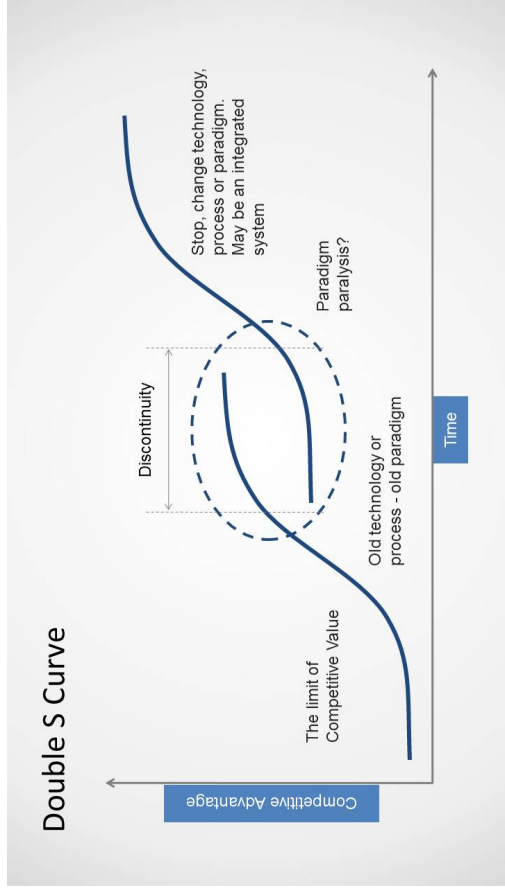 Double S Curve
Competitive Advantage
Discontinuity
The limit of
Competitive Value
Old technology or
process - old paradigm
Stop, change technology,
process or paradigm.
May be an integrated
system
Paradigm
paralysis?
Time